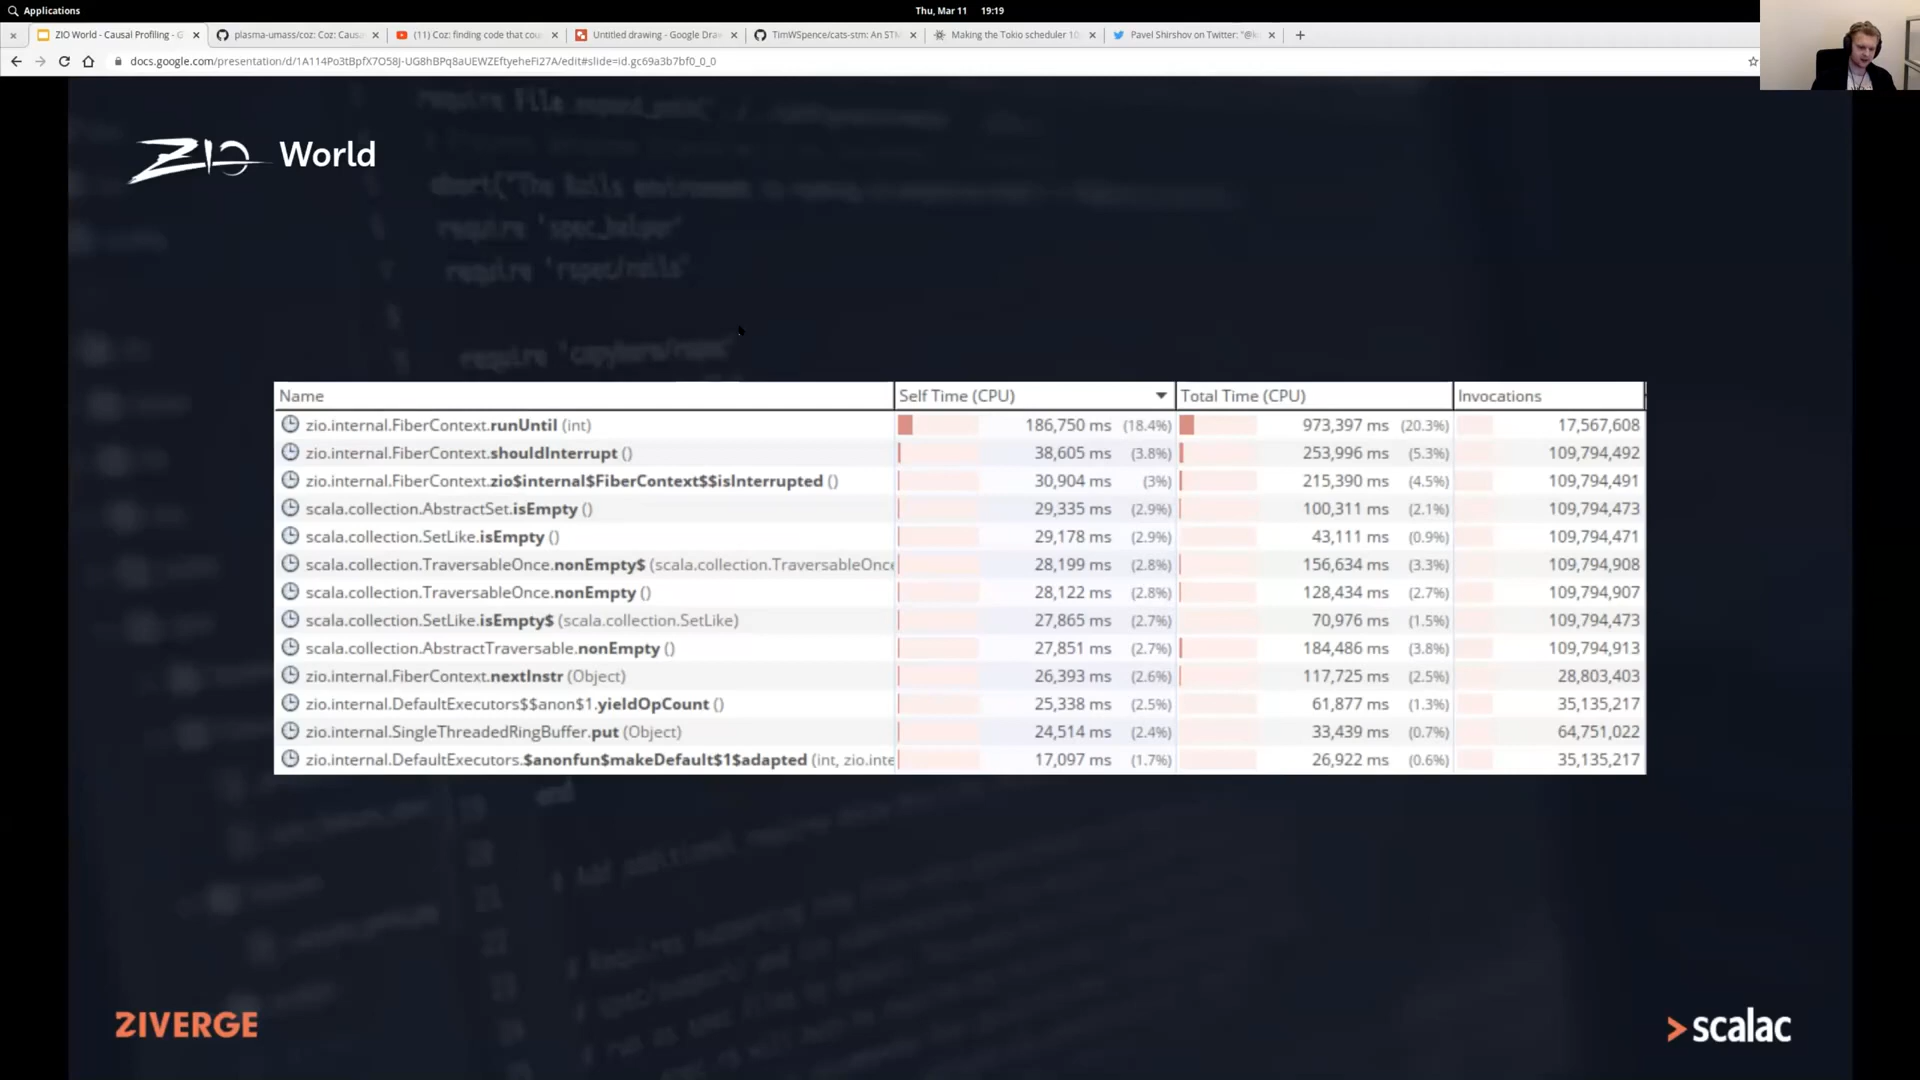 Applications
Thu, Mar 11 19:19
ZIO World - Causal Profiling - G
plasma-umass/coz: Coz: Causa
(11) Coz: finding code that cou
Untitled drawing - Google Draw
TimWSpence/cats-stm: An STM
Making the Tokio scheduler 10
Pavel Shirshov on Twitter: "@k
docs.google.com/presentation/d/1A114Po3tBpfX7O58J-UG8hBPq8aUEWZEftyeheFi27A/edit#slide=id.gc69a3b7bf0_0_0
ZIO World
require 'spec_helper'
require 'rspec/rails'
require 'capybara/rspec'
Name Self Time (CPU) Total Time (CPU) Invocations
zio.internal.FiberContext.runUntil (int) 186,750 ms (18.4%) 973,397 ms (20.3%) 17,567,608
zio.internal.FiberContext.shouldInterrupt () 38,605 ms (3.8%) 253,996 ms (5.3%) 109,794,492
zio.internal.FiberContext.zio$internal$FiberContext$$isInterrupted () 30,904 ms (3%) 215,390 ms (4.5%) 109,794,491
scala.collection.AbstractSet.isEmpty () 29,335 ms (2.9%) 100,311 ms (2.1%) 109,794,473
scala.collection.SetLike.isEmpty () 29,178 ms (2.9%) 43,111 ms (0.9%) 109,794,471
scala.collection.TraversableOnce.nonEmpty$ (scala.collection.TraversableOnce 28,199 ms (2.8%) 156,634 ms (3.3%) 109,794,908
scala.collection.TraversableOnce.nonEmpty () 28,122 ms (2.8%) 128,434 ms (2.7%) 109,794,907
scala.collection.SetLike.isEmpty$ (scala.collection.SetLike) 27,865 ms (2.7%) 70,976 ms (1.5%) 109,794,473
scala.collection.AbstractTraversable.nonEmpty () 27,851 ms (2.7%) 184,486 ms (3.8%) 109,794,913
zio.internal.FiberContext.nextInstr (Object) 26,393 ms (2.6%) 117,725 ms (2.5%) 28,803,403
zio.internal.DefaultExecutors$$anon$1.yieldOpCount () 25,338 ms (2.5%) 61,877 ms (1.3%) 35,135,217
zio.internal.SingleThreadedRingBuffer.put (Object) 24,514 ms (2.4%) 33,439 ms (0.7%) 64,751,022
zio.internal.DefaultExecutors.$anonfun$makeDefault$1$adapted (int, zio.inte 17,097 ms (1.7%) 26,922 ms (0.6%) 35,135,217
end
ZIVERGE
scalac